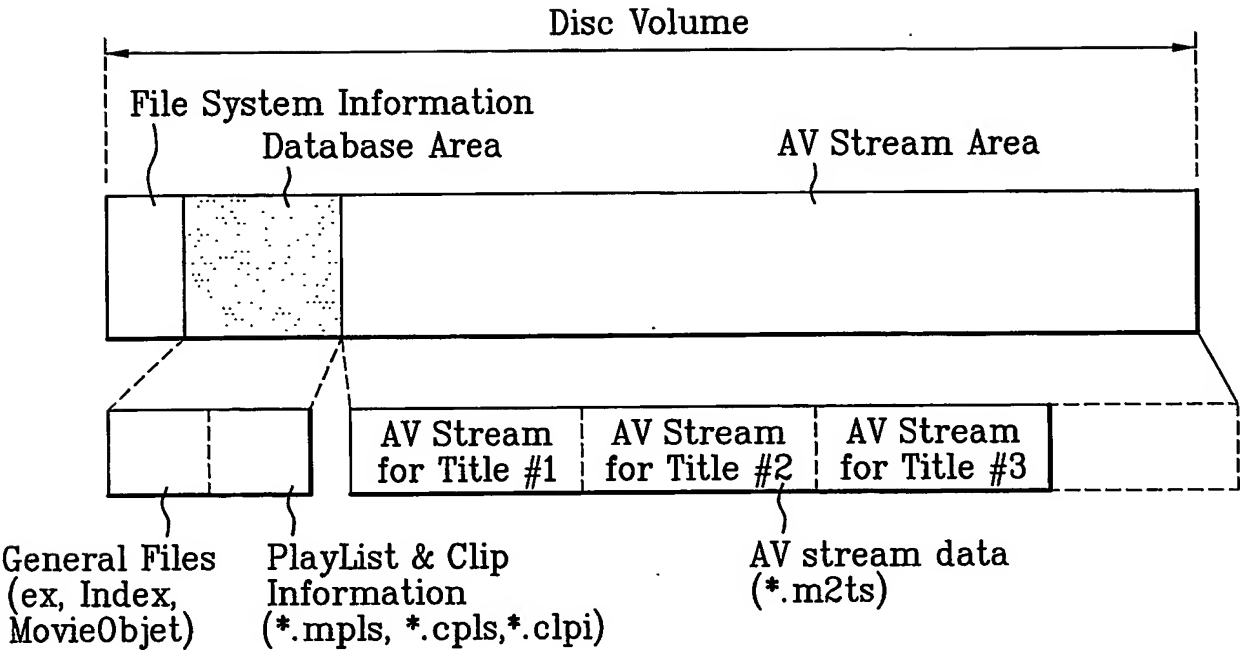 Disc Volume
File System Information
Database Area
AV Stream Area
AV Stream
for Title #1
AV Stream
for Title #2
AV Stream
for Title #3
General Files
(ex, Index,
MovieObjet)
PlayList & Clip
Information
(*.mpls, *.cpls,*.clpi)
AV stream data
(*.m2ts)